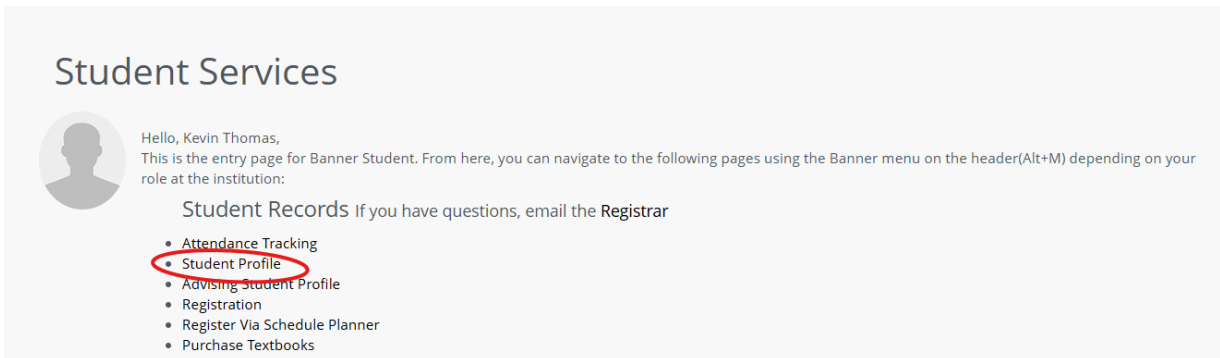 Student Services
Hello, Kevin Thomas,
This is the entry page for Banner Student. From here, you can navigate to the following pages using the Banner menu on the header(Alt+M) depending on your
role at the institution:
Student Records If you have questions, email the Registrar
Attendance Tracking
Student Profile
Advising Student Profile
Registration
Register Via Schedule Planner
Purchase Textbooks